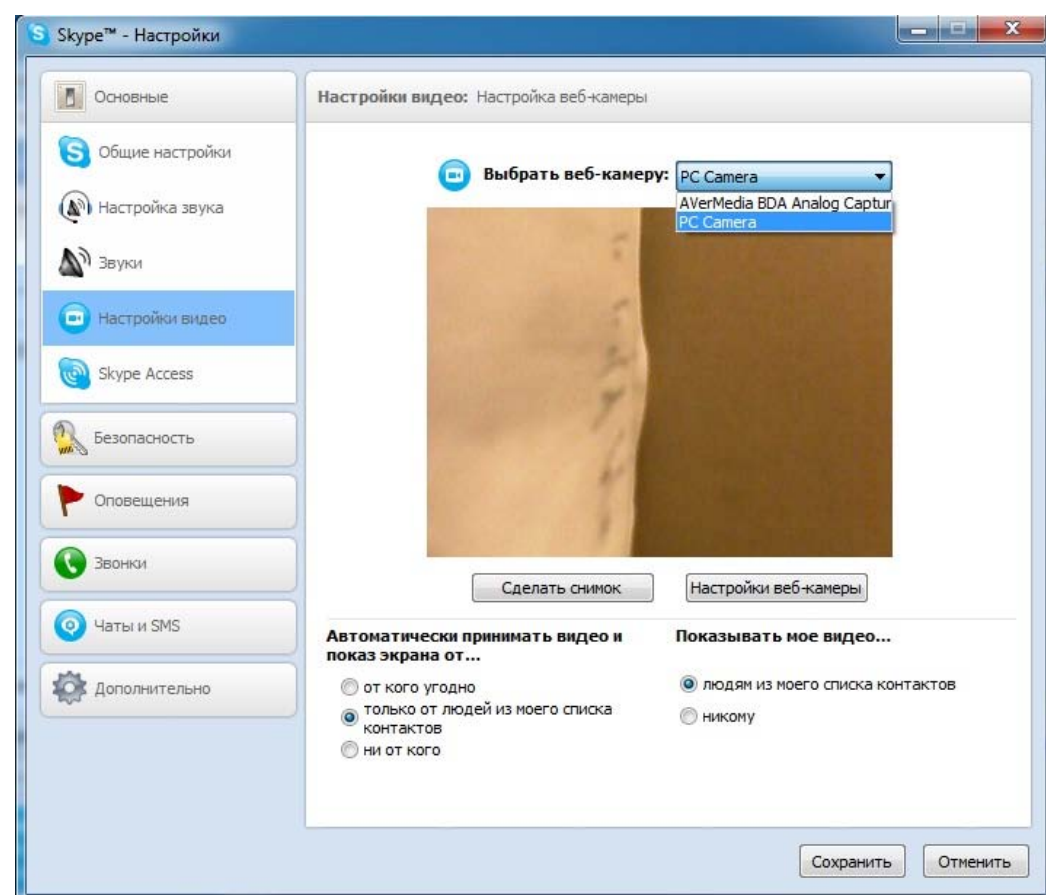 Skype™ - Настройки
Основные
Общие настройки
Настройка звука
Звуки
Настройки видео
Skype Access
Безопасность
Оповещения
Звонки
Чаты и SMS
Дополнительно
Настройки видео: Настройка веб-камеры
Выбрать веб-камеру: PC Camera
AVerMedia BDA Analog Captur
PC Camera
Сделать снимок
Настройки веб-камеры
Автоматически принимать видео и
показ экрана от...
от кого угодно
только от людей из моего списка
контактов
ни от кого
Показывать мое видео...
людям из моего списка контактов
никому
Сохранить
Отменить